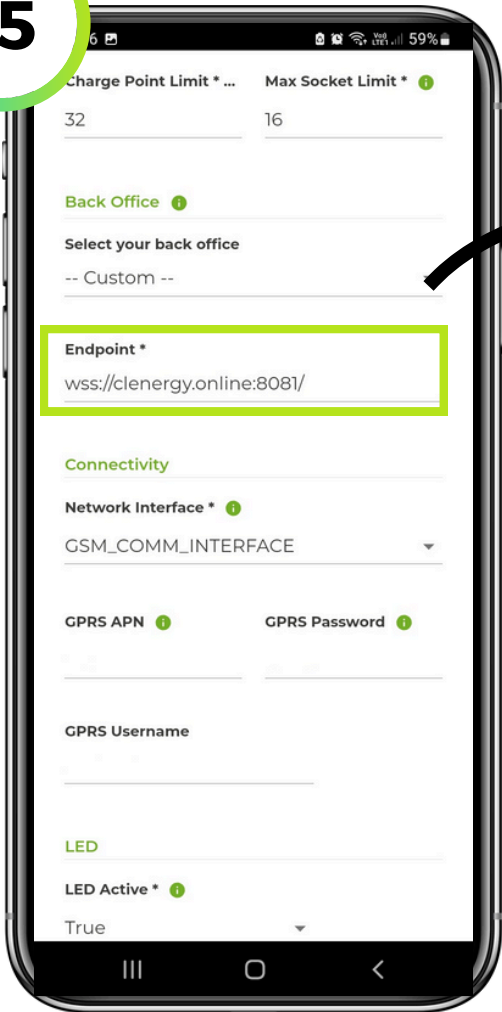 5
6 59%
Charge Point Limit * ... Max Socket Limit *
32 16
Back Office
Select your back office
-- Custom --
Endpoint *
wss://clenergy.online:8081/
Connectivity
Network Interface *
GSM_COMM_INTERFACE
GPRS APN GPRS Password
GPRS Username
LED
LED Active *
True